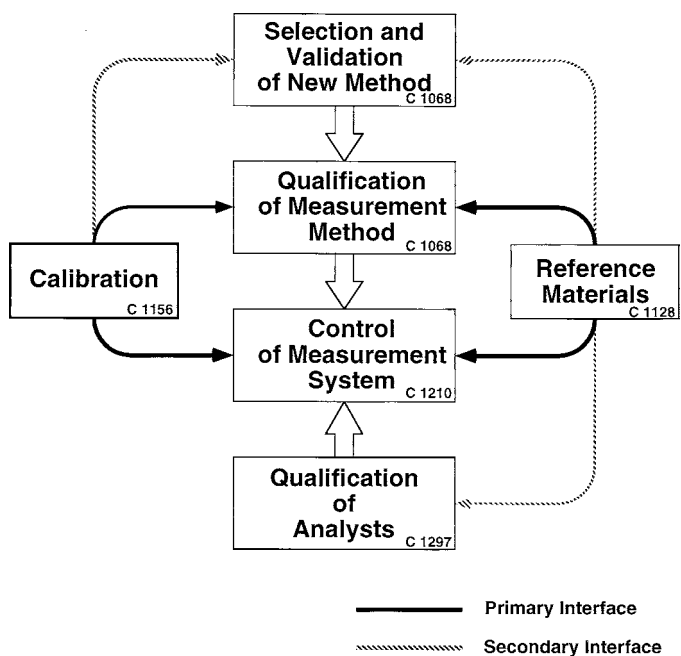 Selection and
Validation
of New Method
C 1068
Qualification
of Measurement
Method
C 1068
Calibration
C 1156
Reference
Materials
C 1128
Control
of Measurement
System
C 1210
Qualification
of
Analysts
C 1297
Primary Interface
Secondary Interface